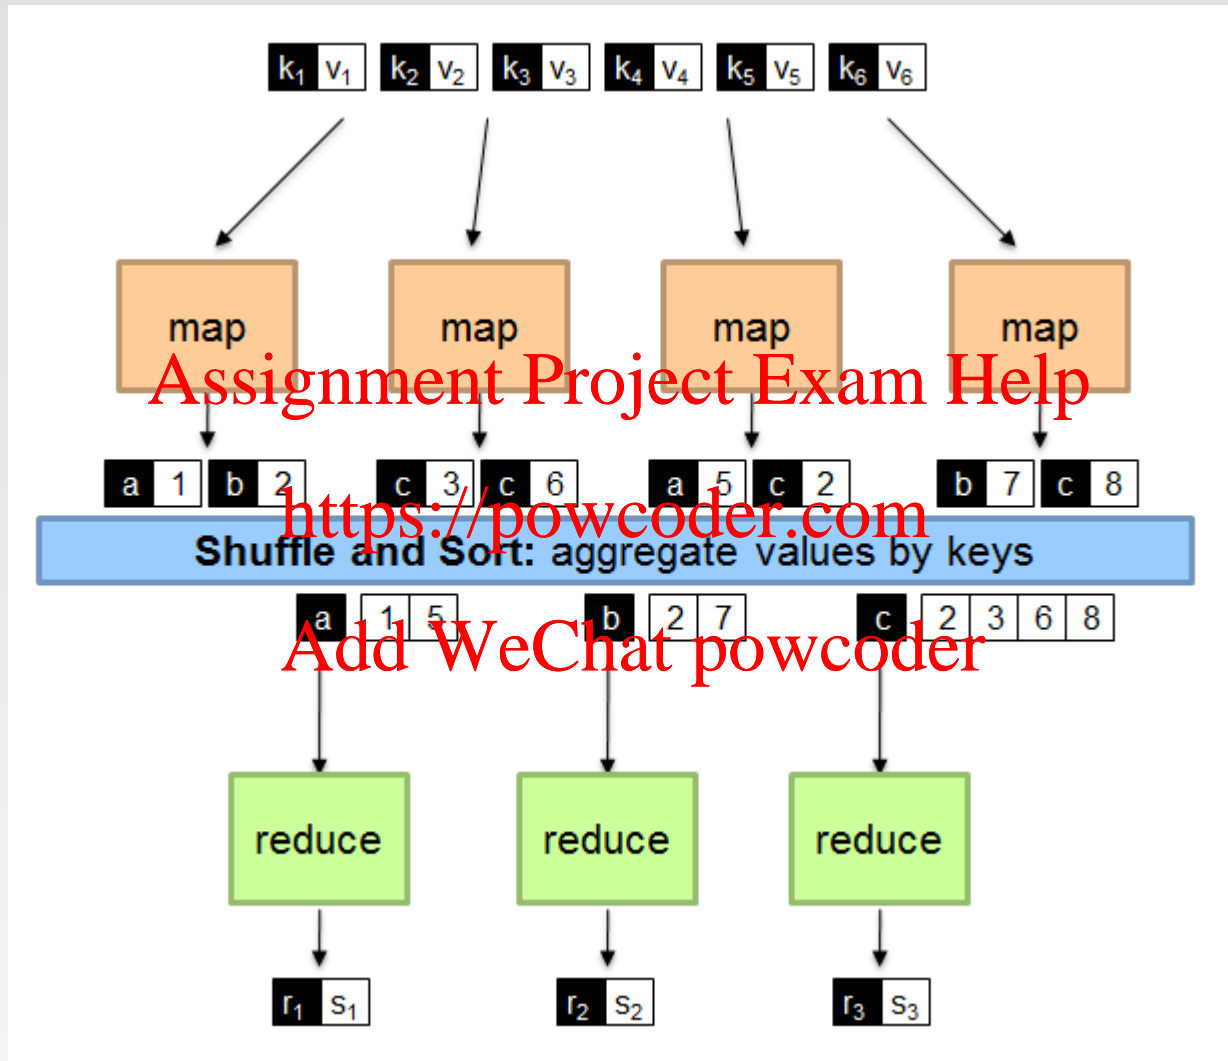 k1 v1 k2 v2 k3 v3 k4 v4 k5 v5 k6 v6
map map map map
Assignment Project Exam Help
a 1 b 2 c 3 c 6 a 5 c 2 b 7 c 8
https://powcoder.com
Shuffle and Sort: aggregate values by keys
a 1 5 b 2 7 c 2 3 6 8
Add WeChat powcoder
reduce reduce reduce
r1 s1 r2 s2 r3 s3